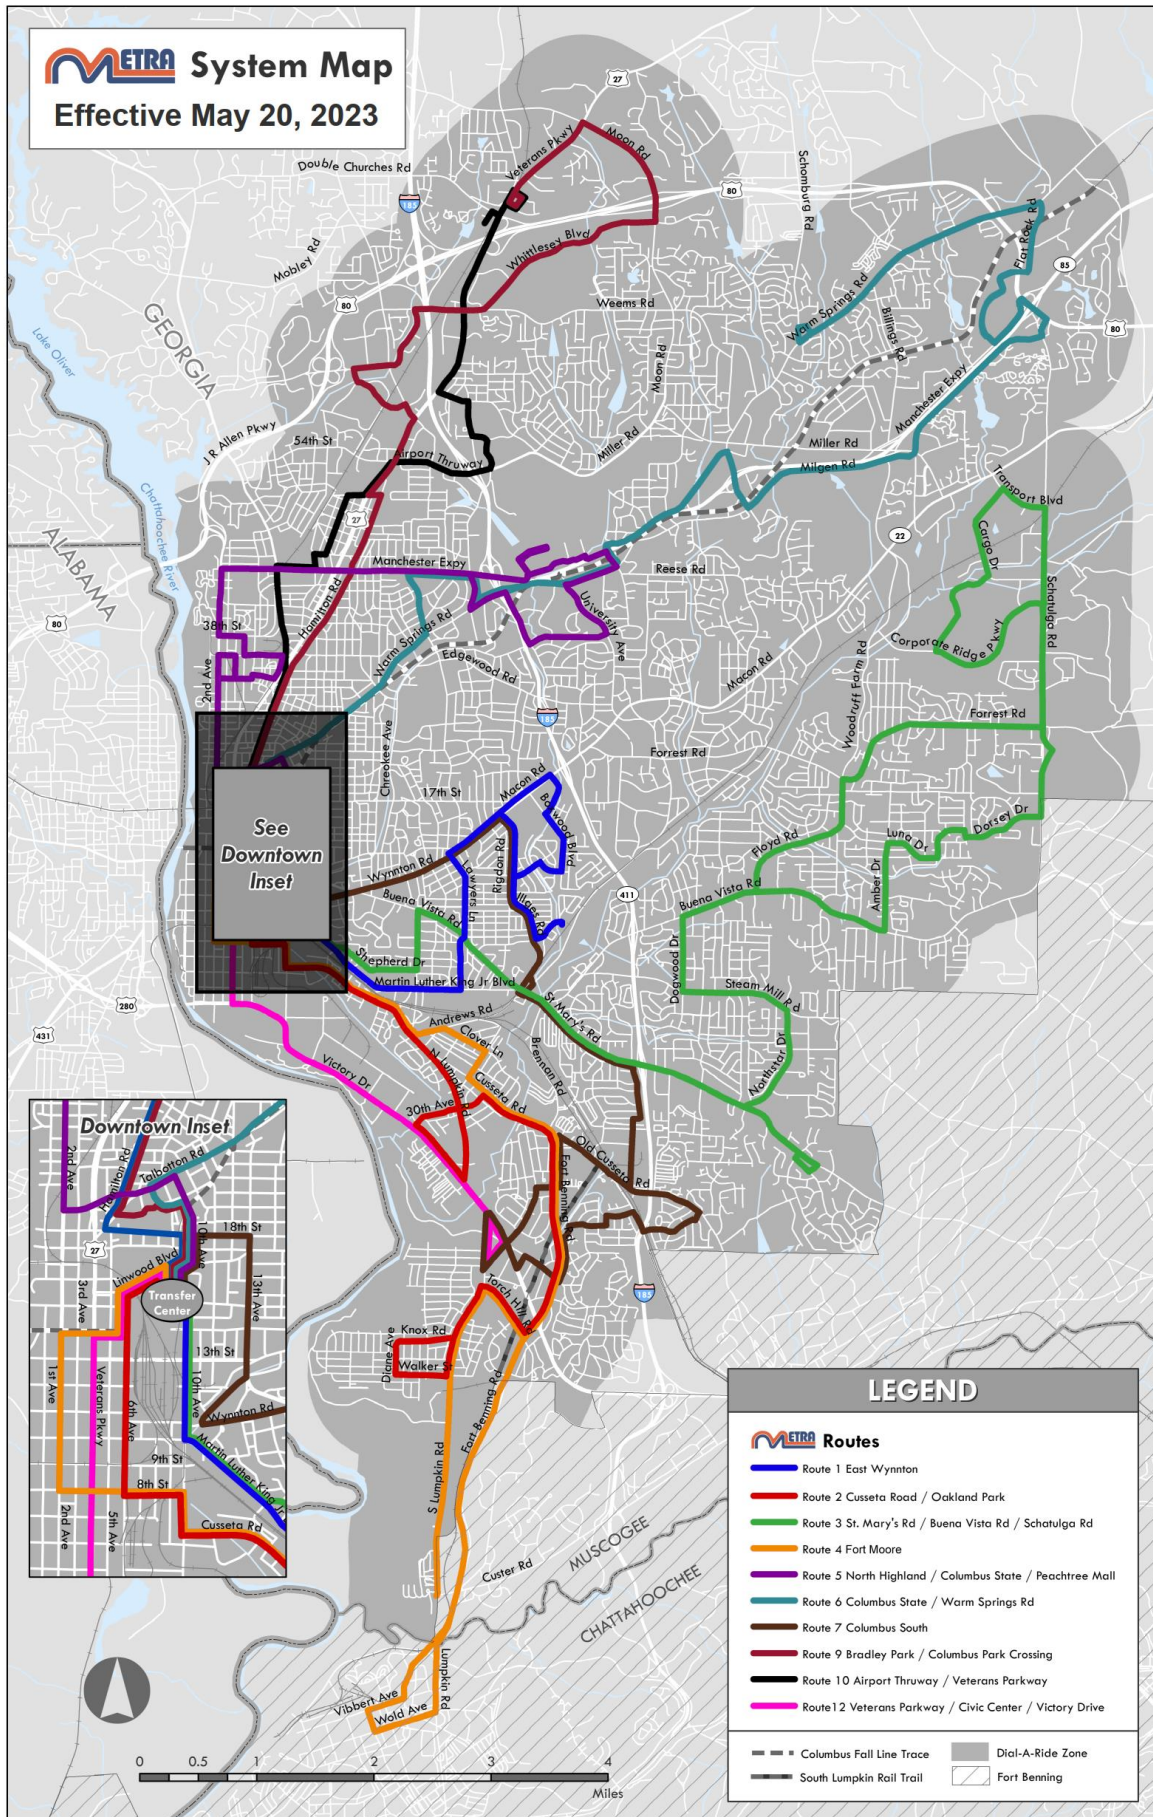 METRA System Map
Effective May 20, 2023
Double Churches Rd
Veterans Pkwy
Moon Rd
27
185
80
Schomburg Rd
Flat Rock Rd
85
Mobley Rd
Whittlesey Blvd
80
Weems Rd
Warm Springs Rd
Billings Rd
80
GEORGIA
Lake Oliver
Moon Rd
Manchester Expy
J R Allen Pkwy
54th St
Airport Thruway
Miller Rd
Miller Rd
Milgen Rd
Transport Blvd
Chattahoochee River
27
Cargo Dr
22
ALABAMA
Manchester Expy
Reese Rd
Schatulga Rd
80
Hamilton Rd
University Ave
38th St
Warm Springs Rd
Corporate Ridge Pkwy
Edgewood Rd
2nd Ave
Macon Rd
Woodruff Farm Rd
185
Forrest Rd
Forrest Rd
Chreokee Ave
17th St
Macon Rd
Boxwood Blvd
See
Downtown
Inset
Floyd Rd
Luna Dr
Dorsey Dr
Wynnton Rd
Rigdon Rd
Lawyers Ln
Illges Rd
Buena Vista Rd
411
Buena Vista Rd
Amber Dr
Shepherd Dr
Dogwood Dr
Martin Luther King Jr Blvd
Steam Mill Rd
280
431
Andrews Rd
St Mary's Rd
Northstar Dr
Clover Ln
Brennan Rd
Victory Dr
N Lumpkin Rd
Cusseta Rd
30th Ave
Old Cusseta Rd
Fort Benning Rd
185
Torch Hill Rd
Knox Rd
Diane Ave
Walker St
Fort Benning Rd
S Lumpkin Rd
Custer Rd
MUSCOGEE
CHATTAHOOCHEE
Lumpkin Rd
Vibbert Ave
Wold Ave
Downtown Inset
2nd Ave
Hamilton Rd
Talbotton Rd
10th Ave
18th St
27
Linwood Blvd
3rd Ave
Transfer
Center
13th Ave
13th St
1st Ave
Veterans Pkwy
6th Ave
10th Ave
Wynnton Rd
9th St
Martin Luther King Jr
8th St
2nd Ave
5th Ave
Cusseta Rd
0 0.5 1 2 3 4
Miles
LEGEND
METRA Routes
Route 1 East Wynnton
Route 2 Cusseta Road / Oakland Park
Route 3 St. Mary's Rd / Buena Vista Rd / Schatulga Rd
Route 4 Fort Moore
Route 5 North Highland / Columbus State / Peachtree Mall
Route 6 Columbus State / Warm Springs Rd
Route 7 Columbus South
Route 9 Bradley Park / Columbus Park Crossing
Route 10 Airport Thruway / Veterans Parkway
Route12 Veterans Parkway / Civic Center / Victory Drive
Columbus Fall Line Trace
Dial-A-Ride Zone
South Lumpkin Rail Trail
Fort Benning